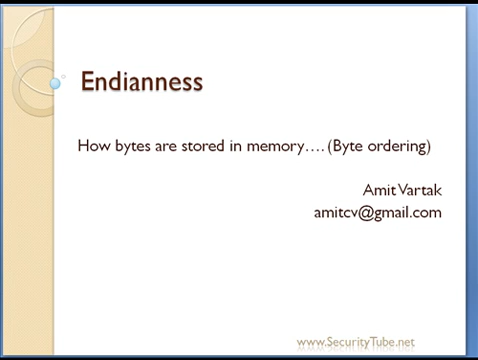 Endianness
How bytes are stored in memory…. (Byte ordering)
Amit Vartak
amitcv@gmail.com
www.SecurityTube.net